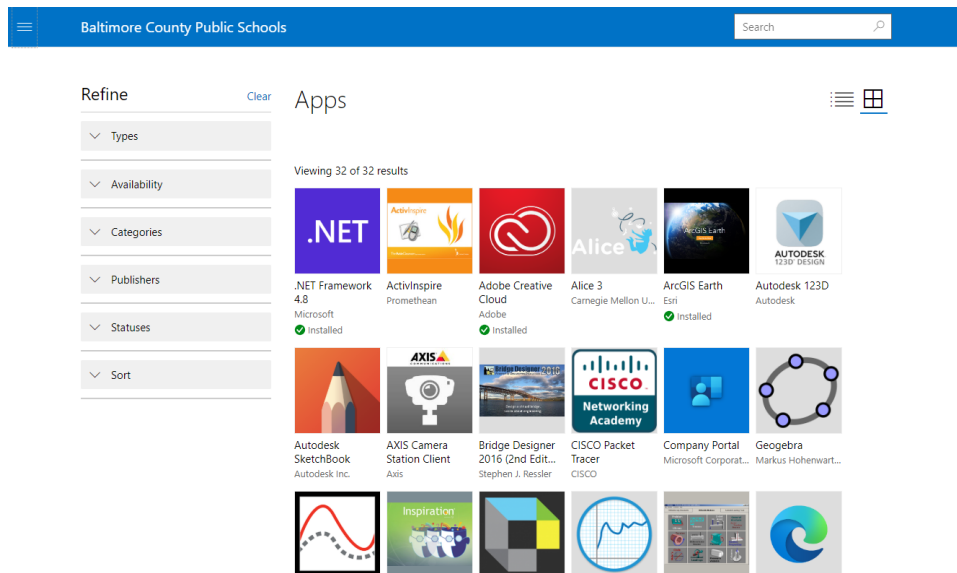 Baltimore County Public Schools
Search
Refine
Clear
Apps
Types
Availability
Categories
Publishers
Statuses
Sort
Viewing 32 of 32 results
.NET
ActivInspire
Alice
ArcGIS Earth
AUTODESK
123D® DESIGN
.NET Framework
4.8
Microsoft
Installed
ActivInspire
Promethean
Adobe Creative
Cloud
Adobe
Installed
Alice 3
Carnegie Mellon U...
ArcGIS Earth
Esri
Installed
Autodesk 123D
Autodesk
AXIS
COMMUNICATIONS
Bridge Designer 2016
CISCO
Networking
Academy
Autodesk
SketchBook
Autodesk Inc.
AXIS Camera
Station Client
Axis
Bridge Designer
2016 (2nd Edit...
Stephen J. Ressler
CISCO Packet
Tracer
CISCO
Company Portal
Microsoft Corporat...
Geogebra
Markus Hohenwart...
Inspiration